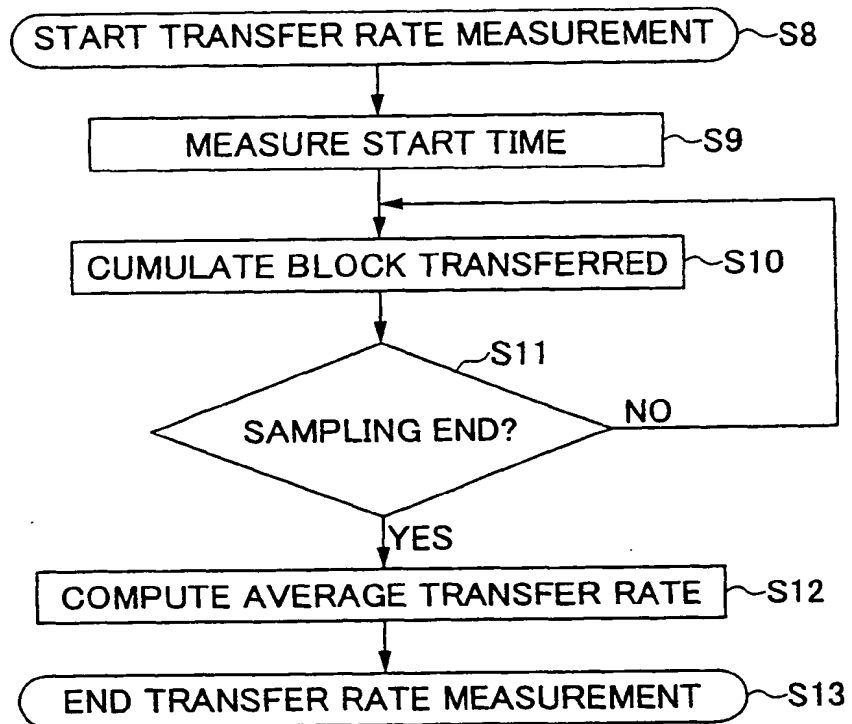 START TRANSFER RATE MEASUREMENT S8
MEASURE START TIME S9
CUMULATE BLOCK TRANSFERRED S10
S11
SAMPLING END?
NO
YES
COMPUTE AVERAGE TRANSFER RATE S12
END TRANSFER RATE MEASUREMENT S13